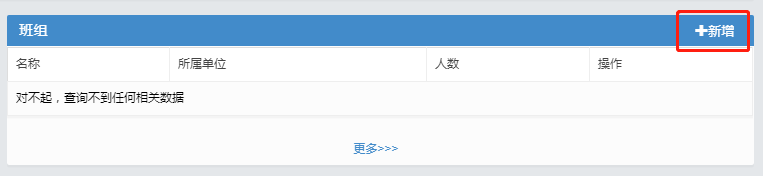 班组 ✚新增
名称 所属单位 人数 操作
对不起，查询不到任何相关数据
更多>>>